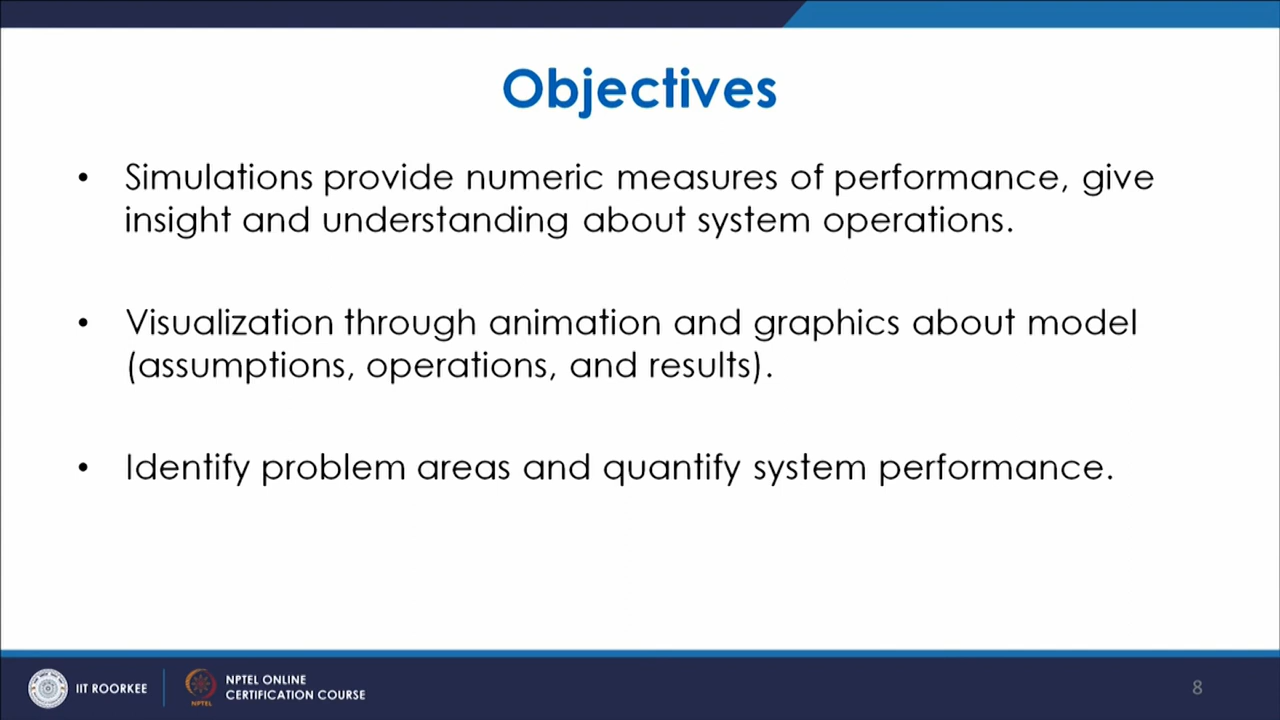 Objectives
• Simulations provide numeric measures of performance, give
insight and understanding about system operations.
• Visualization through animation and graphics about model
(assumptions, operations, and results).
• Identify problem areas and quantify system performance.
IIT ROORKEE
NPTEL
NPTEL ONLINE
CERTIFICATION COURSE
8